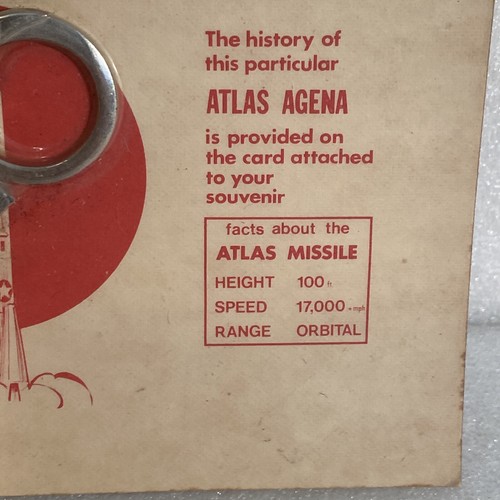 The history of
this particular
ATLAS AGENA
is provided on
the card attached
to your
souvenir
facts about the
ATLAS MISSILE
HEIGHT 100 ft.
SPEED 17,000 + mph
RANGE ORBITAL